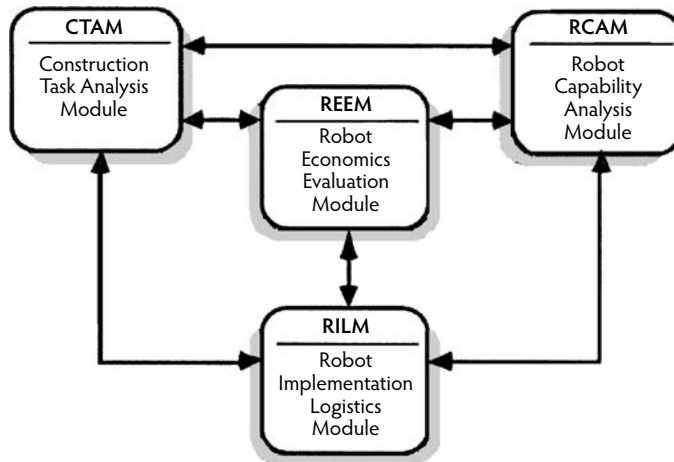 CTAM
Construction
Task Analysis
Module
RCAM
Robot
Capability
Analysis
Module
REEM
Robot
Economics
Evaluation
Module
RILM
Robot
Implementation
Logistics
Module